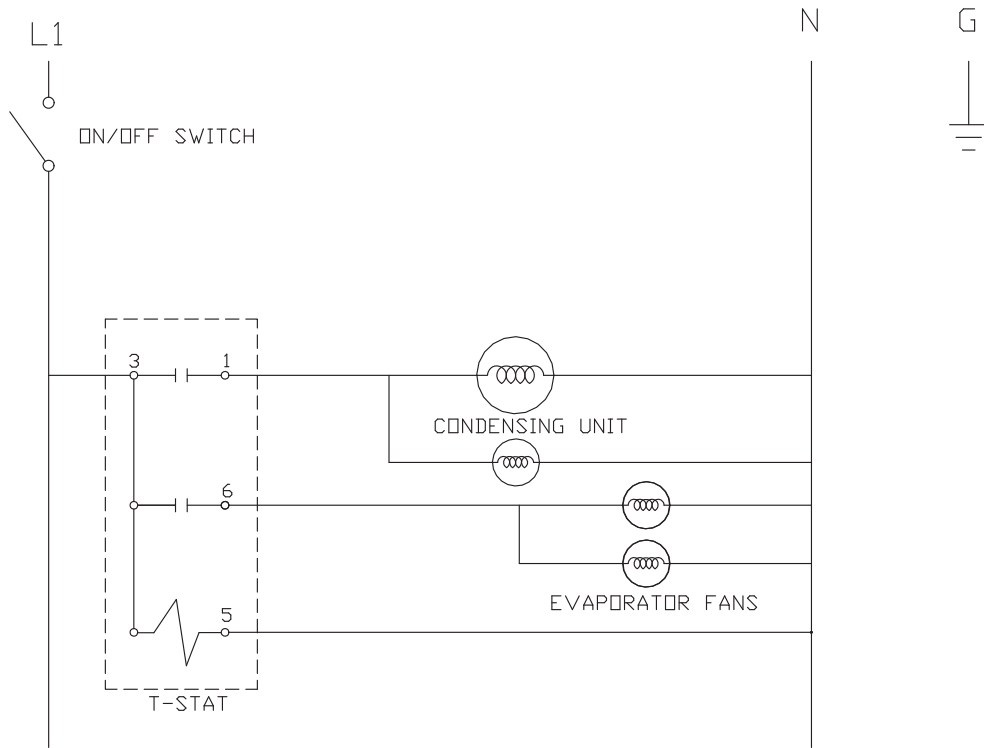 L1
N
G
ON/OFF SWITCH
3
1
CONDENSING UNIT
6
EVAPORATOR FANS
5
T-STAT